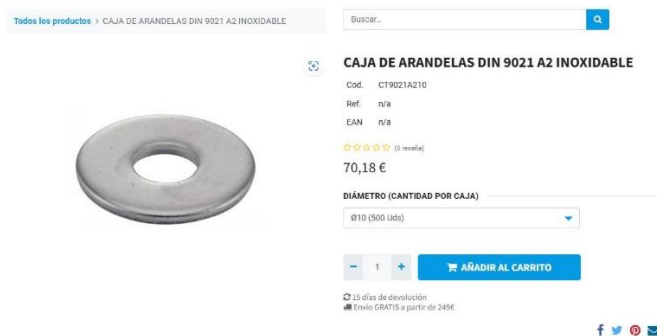 Todos los productos > CAJA DE ARANDELAS DIN 9021 A2 INOXIDABLE
Buscar...
CAJA DE ARANDELAS DIN 9021 A2 INOXIDABLE
Cod. CT9021A210
Ref. n/a
EAN n/a
(0 reseña)
70,18 €
DIÁMETRO (CANTIDAD POR CAJA)
Ø10 (500 Uds)
- 1 + AÑADIR AL CARRITO
15 días de devolución
Envío GRATIS a partir de 249€